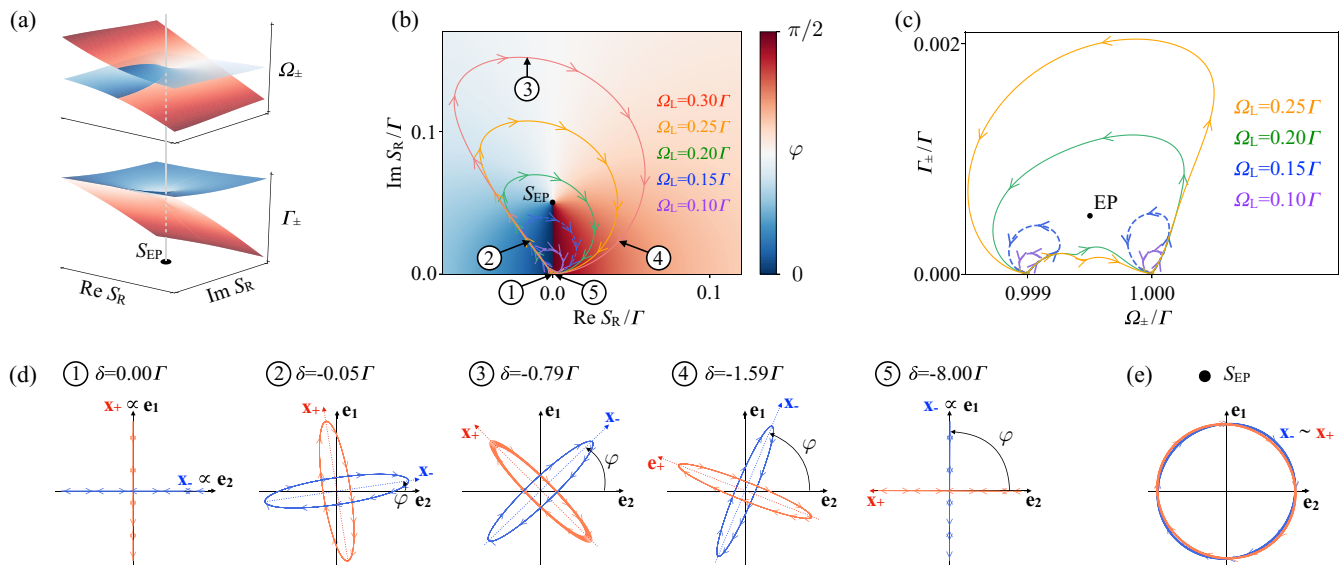 (a)
Ω±
Γ±
S_EP
Re S_R
Im S_R
(b)
Im S_R/Γ
0.1
0.0
S_EP
③
②
④
①
⑤
0.0
0.1
Re S_R/Γ
Ω_L=0.30Γ
Ω_L=0.25Γ
Ω_L=0.20Γ
Ω_L=0.15Γ
Ω_L=0.10Γ
π/2
φ
0
(c)
Γ±/Γ
0.002
0.000
EP
Ω_L=0.25Γ
Ω_L=0.20Γ
Ω_L=0.15Γ
Ω_L=0.10Γ
0.999
1.000
Ω±/Γ
(d)
① δ=0.00Γ
x+ ∝ e₁
x- ∝ e₂
② δ=-0.05Γ
x+
e₁
x-
φ
e₂
③ δ=-0.79Γ
x+
e₁
x-
φ
e₂
④ δ=-1.59Γ
e₁
x-
e+
φ
e₂
⑤ δ=-8.00Γ
x- ∝ e₁
φ
x+
e₂
(e)
S_EP
e₁
x- ~ x+
e₂